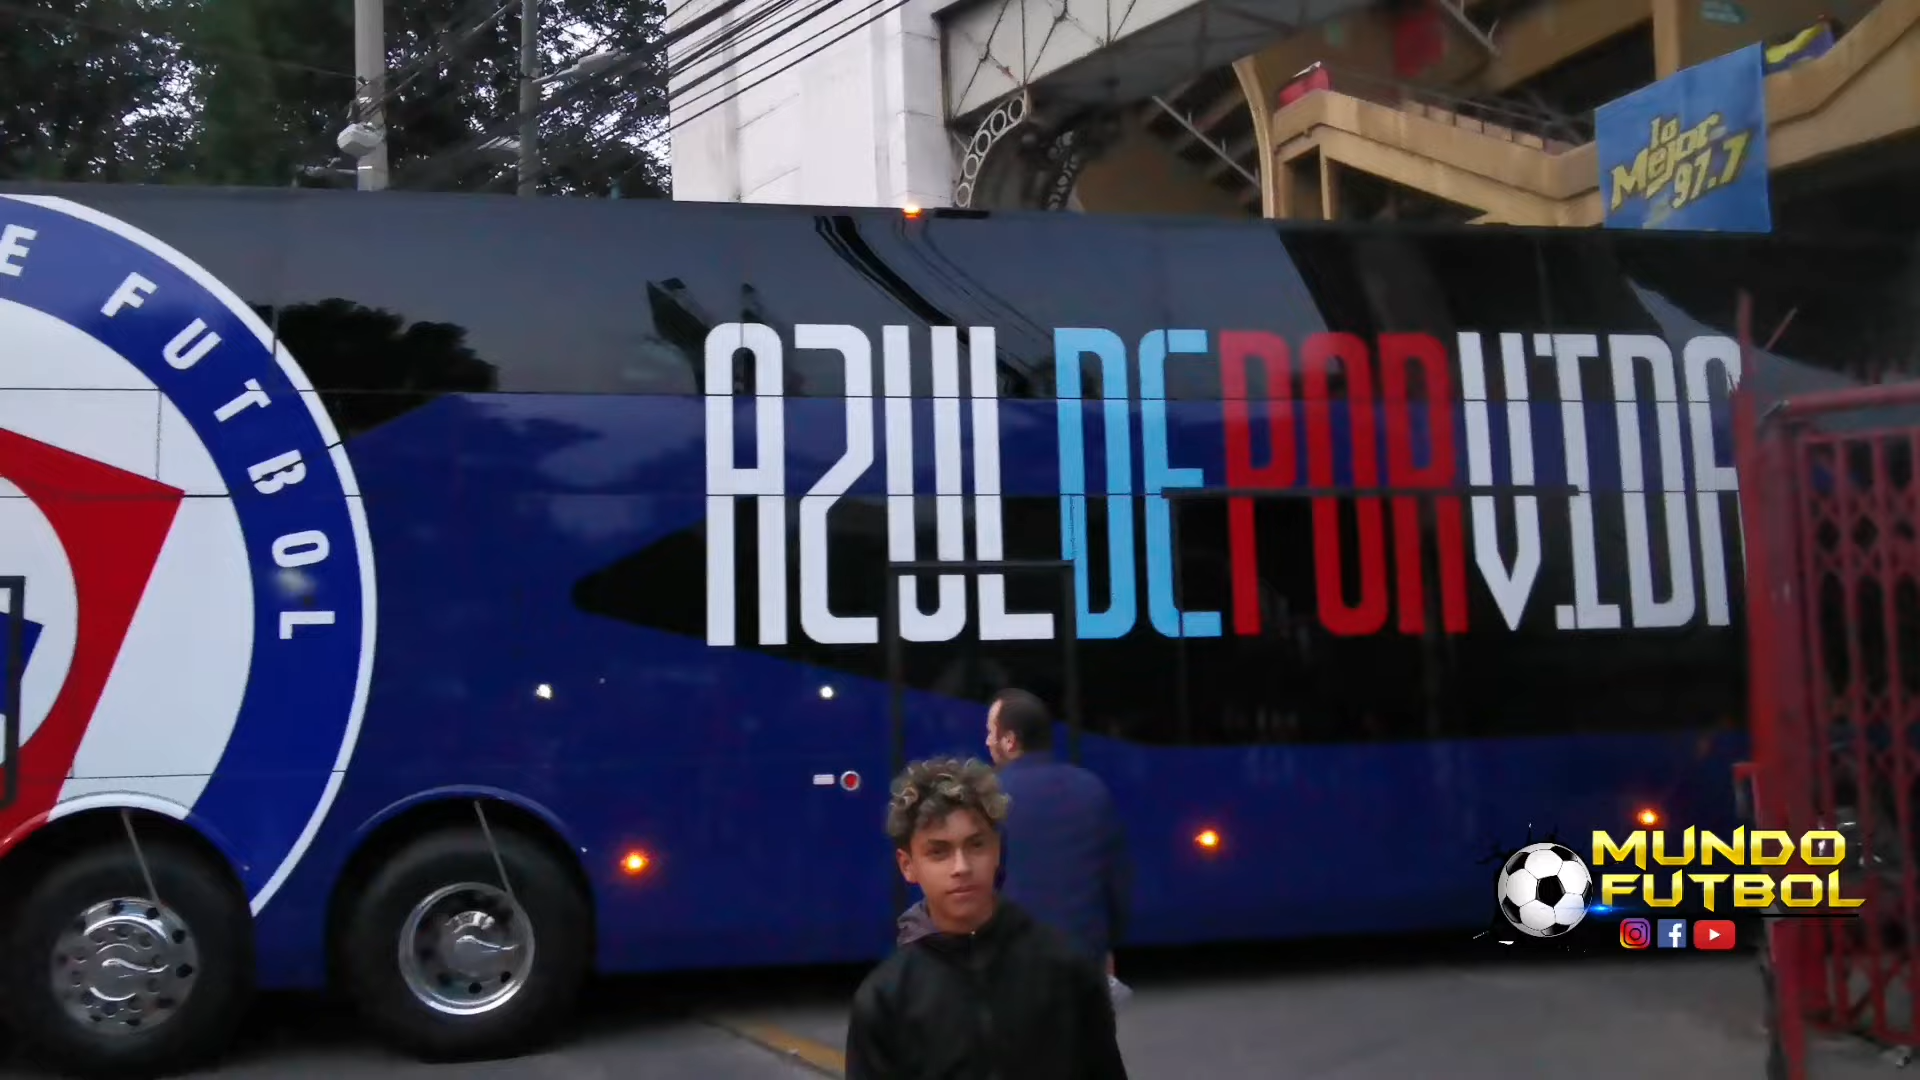 la
Mejor
97.7
E FUTBOL
AZULDEPORVIDA
MUNDO
FUTBOL